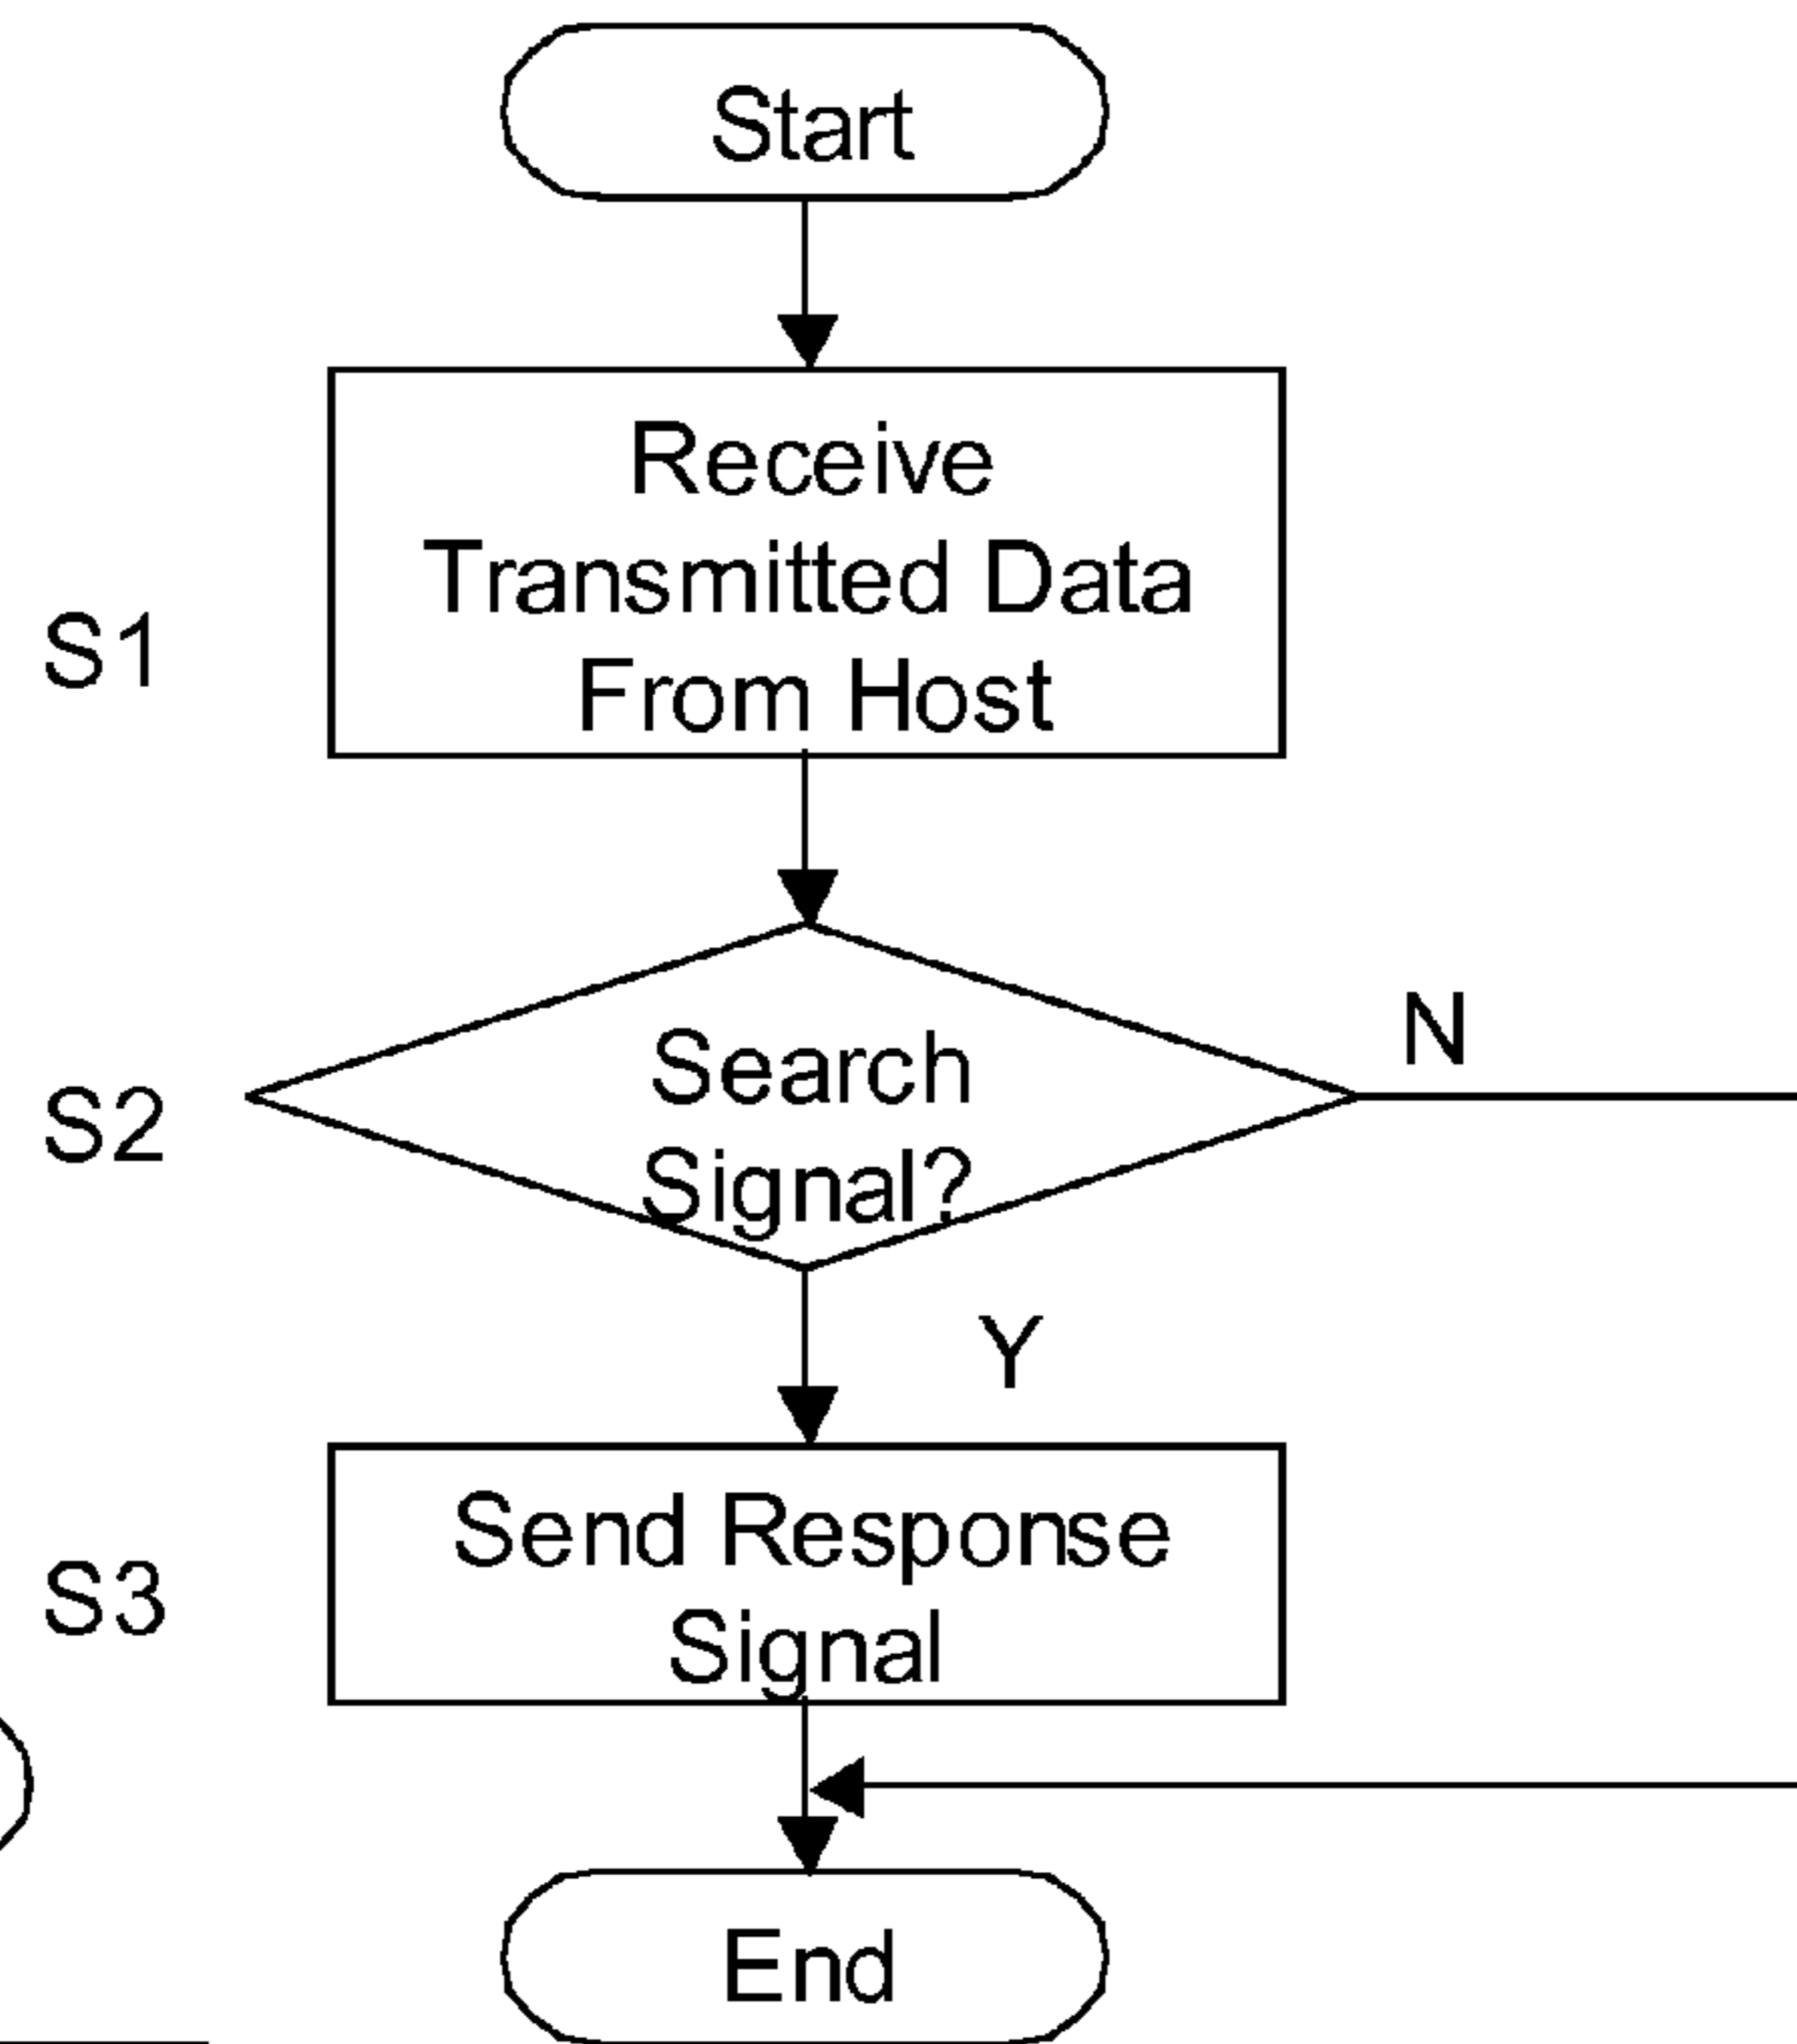 Start
Receive
Transmitted Data
From Host
S1
Search
Signal?
N
S2
Y
Send Response
Signal
S3
End